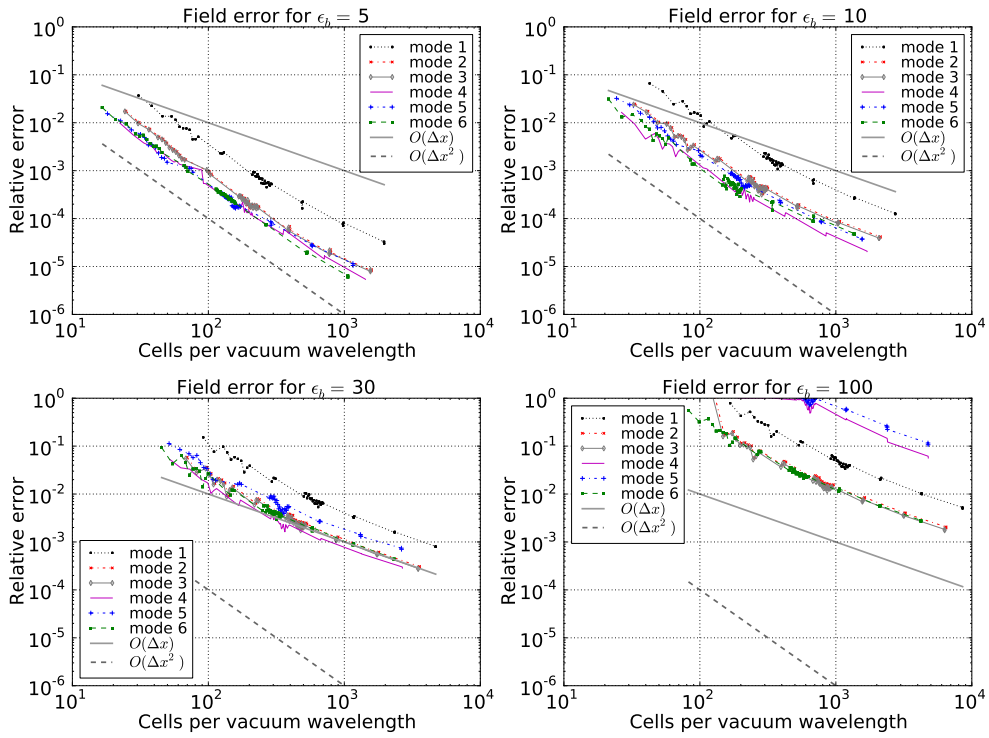 Field error for ϵ_b = 5
10^0
10^-1
10^-2
10^-3
10^-4
10^-5
10^-6
Relative error
mode 1
mode 2
mode 3
mode 4
mode 5
mode 6
O(Δx)
O(Δx^2)
10^1 10^2 10^3 10^4
Cells per vacuum wavelength
Field error for ϵ_b = 10
10^0
10^-1
10^-2
10^-3
10^-4
10^-5
10^-6
Relative error
mode 1
mode 2
mode 3
mode 4
mode 5
mode 6
O(Δx)
O(Δx^2)
10^1 10^2 10^3 10^4
Cells per vacuum wavelength
Field error for ϵ_b = 30
10^0
10^-1
10^-2
10^-3
10^-4
10^-5
10^-6
Relative error
mode 1
mode 2
mode 3
mode 4
mode 5
mode 6
O(Δx)
O(Δx^2)
10^1 10^2 10^3 10^4
Cells per vacuum wavelength
Field error for ϵ_b = 100
10^0
10^-1
10^-2
10^-3
10^-4
10^-5
10^-6
Relative error
mode 1
mode 2
mode 3
mode 4
mode 5
mode 6
O(Δx)
O(Δx^2)
10^1 10^2 10^3 10^4
Cells per vacuum wavelength